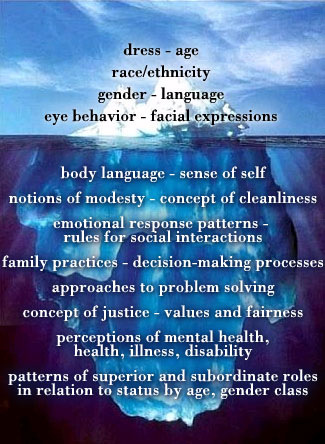 dress - age
race/ethnicity
gender - language
eye behavior - facial expressions
body language - sense of self
notions of modesty - concept of cleanliness
emotional response patterns -
rules for social interactions
family practices - decision-making processes
approaches to problem solving
concept of justice - values and fairness
perceptions of mental health,
health, illness, disability
patterns of superior and subordinate roles
in relation to status by age, gender class